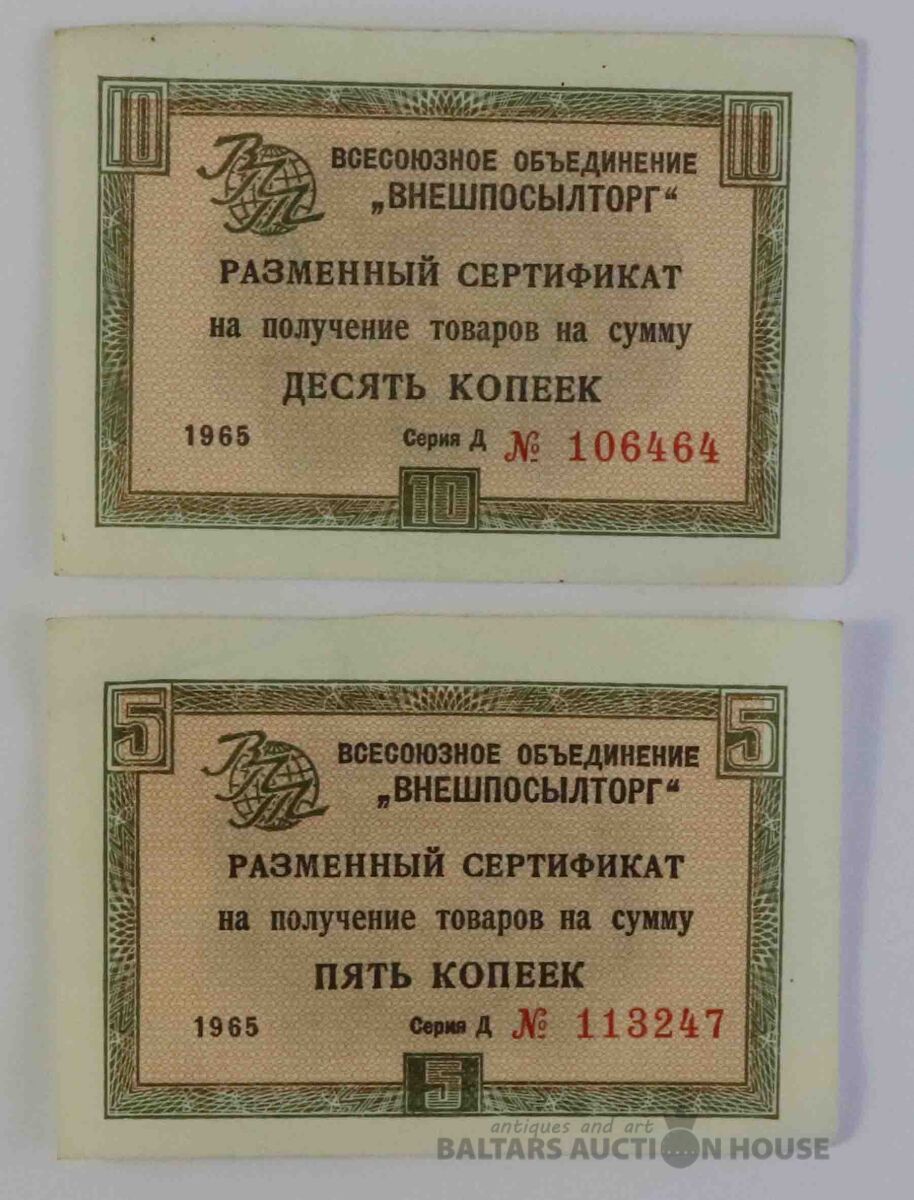 10 10
ВПТ
ВСЕСОЮЗНОЕ ОБЪЕДИНЕНИЕ
„ВНЕШПОСЫЛТОРГ“
РАЗМЕННЫЙ СЕРТИФИКАТ
на получение товаров на сумму
ДЕСЯТЬ КОПЕЕК
1965 Серия Д № 106464
10
5 5
ВПТ
ВСЕСОЮЗНОЕ ОБЪЕДИНЕНИЕ
„ВНЕШПОСЫЛТОРГ“
РАЗМЕННЫЙ СЕРТИФИКАТ
на получение товаров на сумму
ПЯТЬ КОПЕЕК
1965 Серия Д № 113247
5
antiques and art
BALTARS AUCTION HOUSE